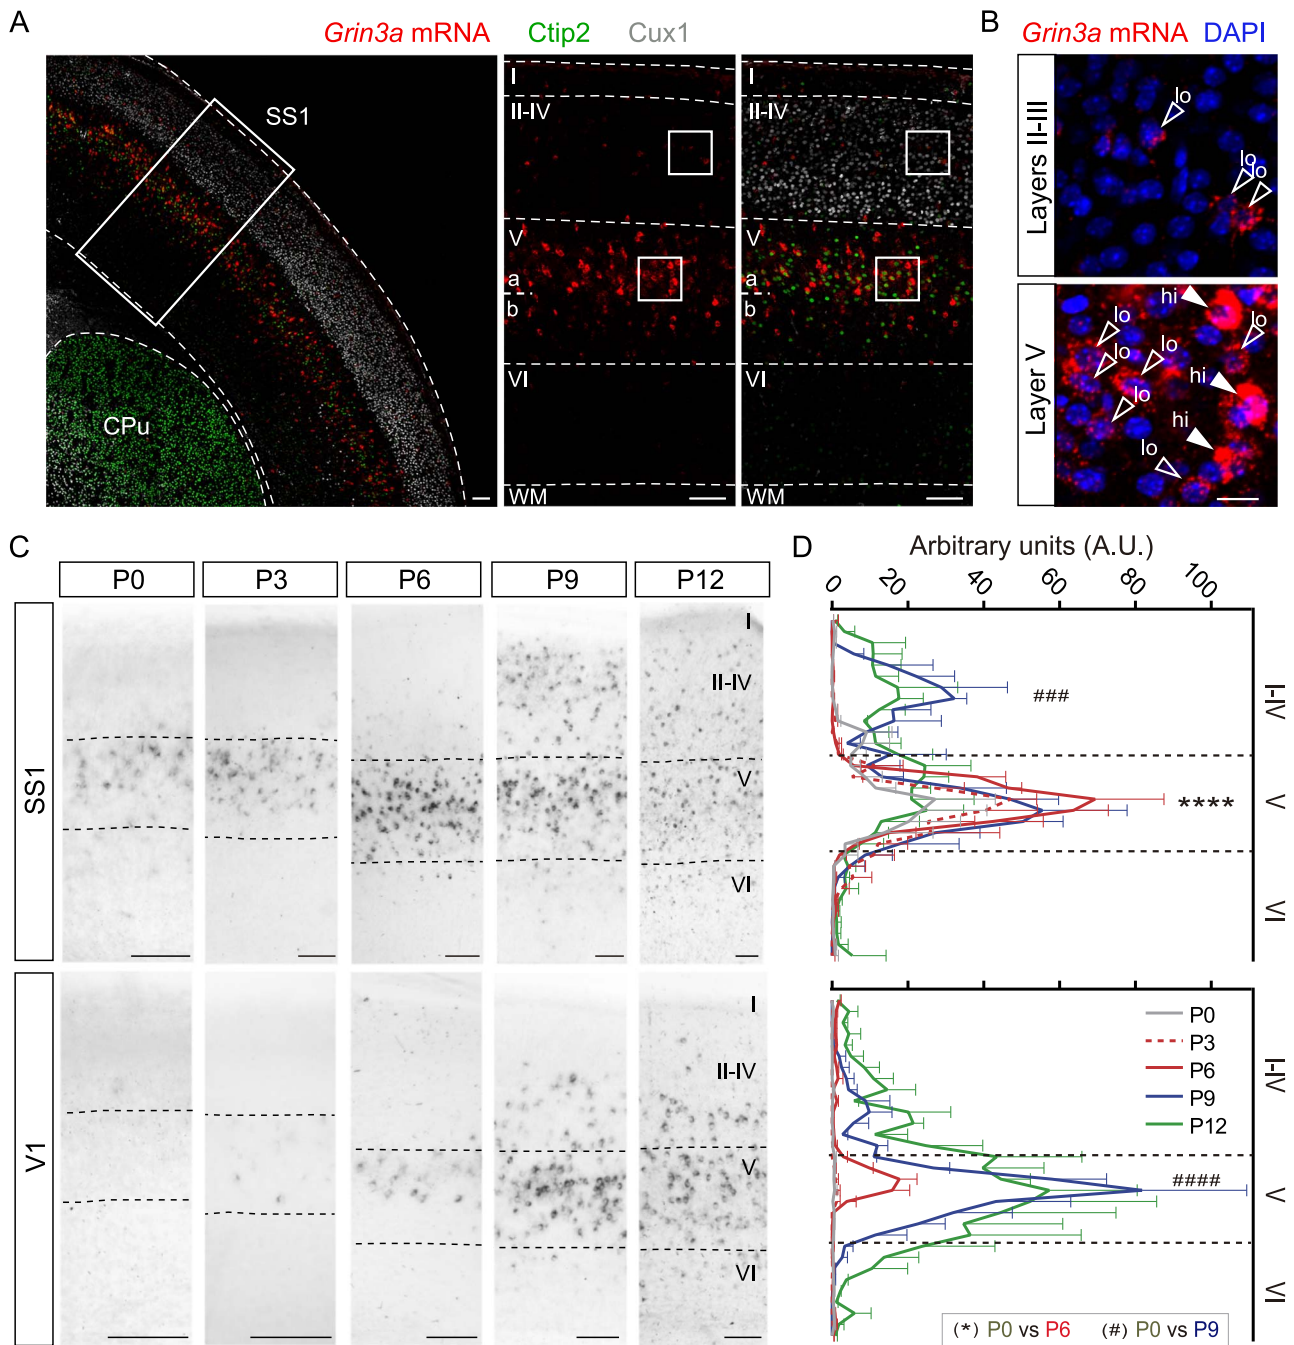 A
Grin3a mRNA Ctip2 Cux1
SS1
CPu
I
II-IV
V
a
b
VI
WM
I
II-IV
V
a
b
VI
WM
B
Grin3a mRNA DAPI
Layers II-III
lo
lo
lo
Layer V
hi
lo
lo
lo
lo
hi
lo
hi
lo
C
P0 P3 P6 P9 P12
SS1
I
II-IV
V
VI
V1
I
II-IV
V
VI
D
Arbitrary units (A.U.)
0 20 40 60 80 100
###
****
I-IV
V
VI
P0
P3
P6
P9
P12
####
I-IV
V
VI
(*) P0 vs P6 (#) P0 vs P9